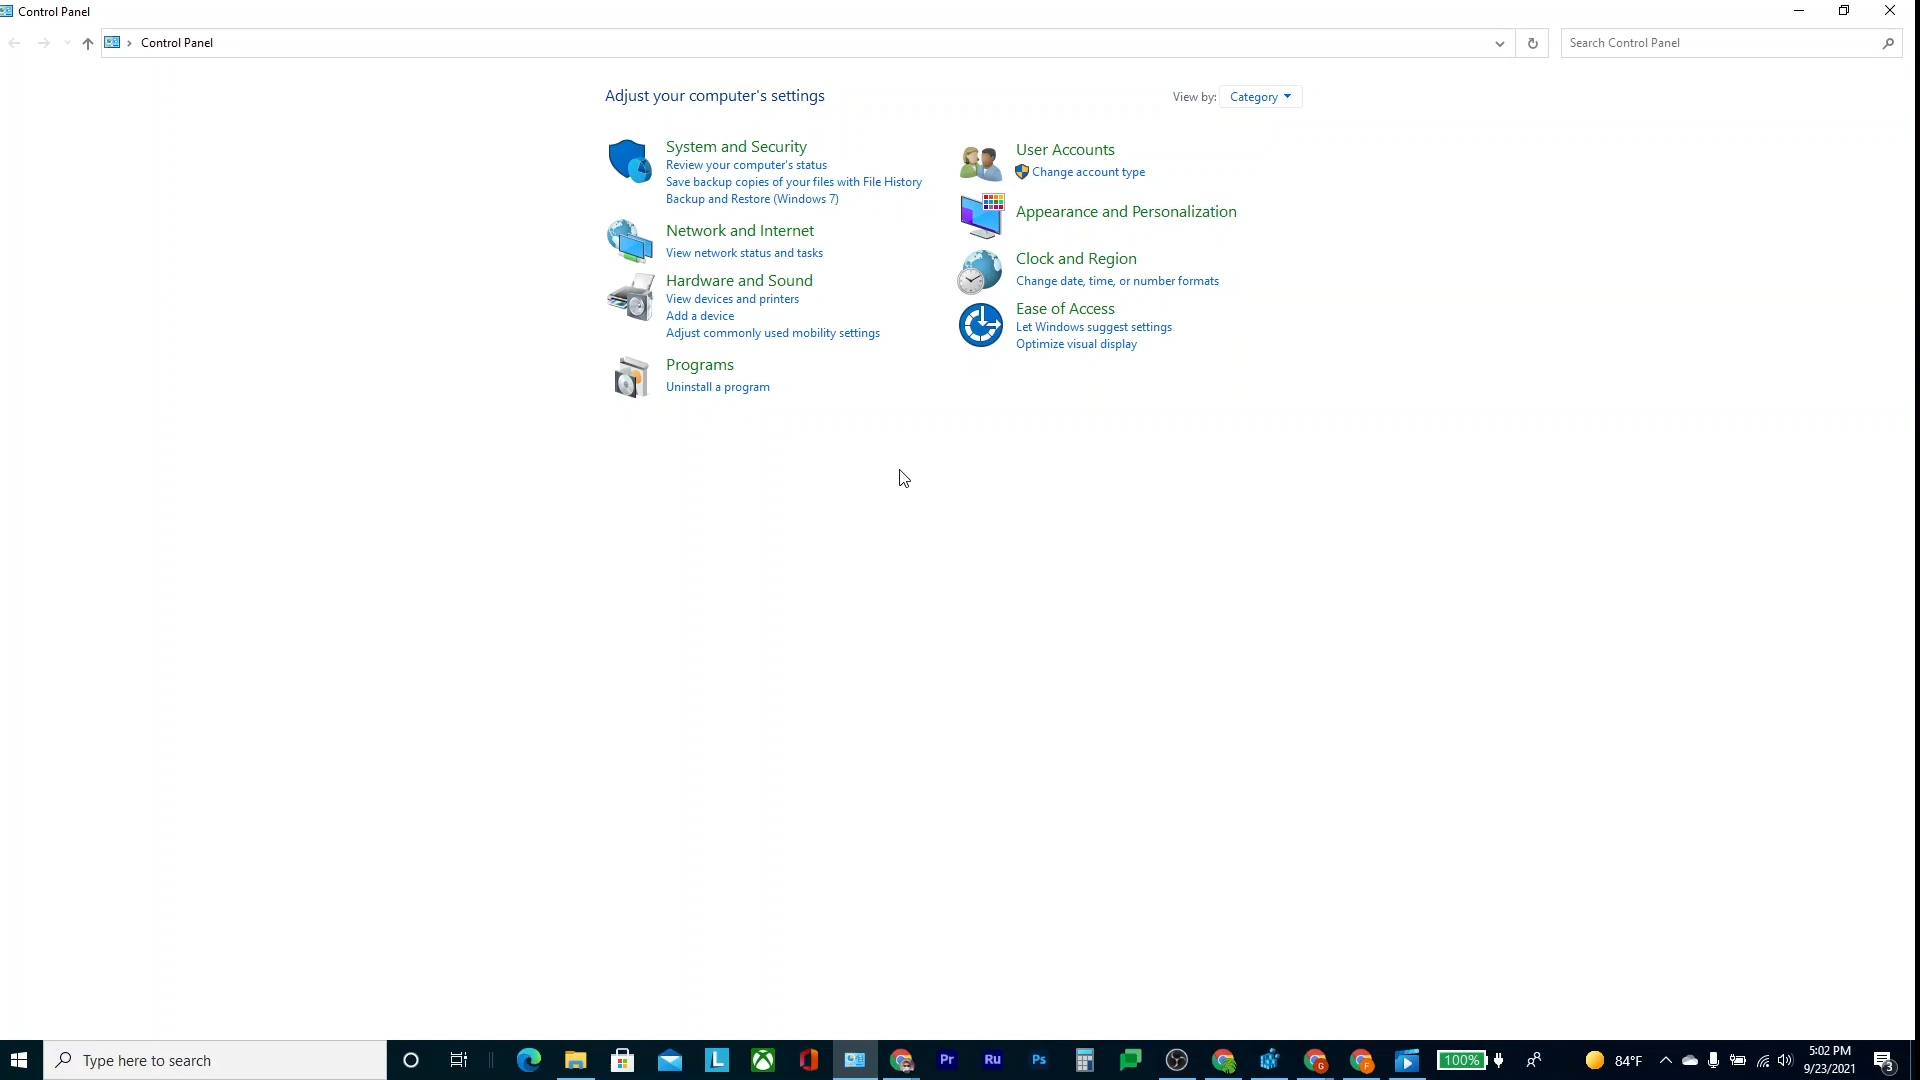 Control Panel
Control Panel
Search Control Panel
Adjust your computer's settings
View by: Category
System and Security
Review your computer's status
Save backup copies of your files with File History
Backup and Restore (Windows 7)
Network and Internet
View network status and tasks
Hardware and Sound
View devices and printers
Add a device
Adjust commonly used mobility settings
Programs
Uninstall a program
User Accounts
Change account type
Appearance and Personalization
Clock and Region
Change date, time, or number formats
Ease of Access
Let Windows suggest settings
Optimize visual display
Type here to search
L
Pr
Ru
Ps
G
F
100%
84°F
5:02 PM
9/23/2021
3